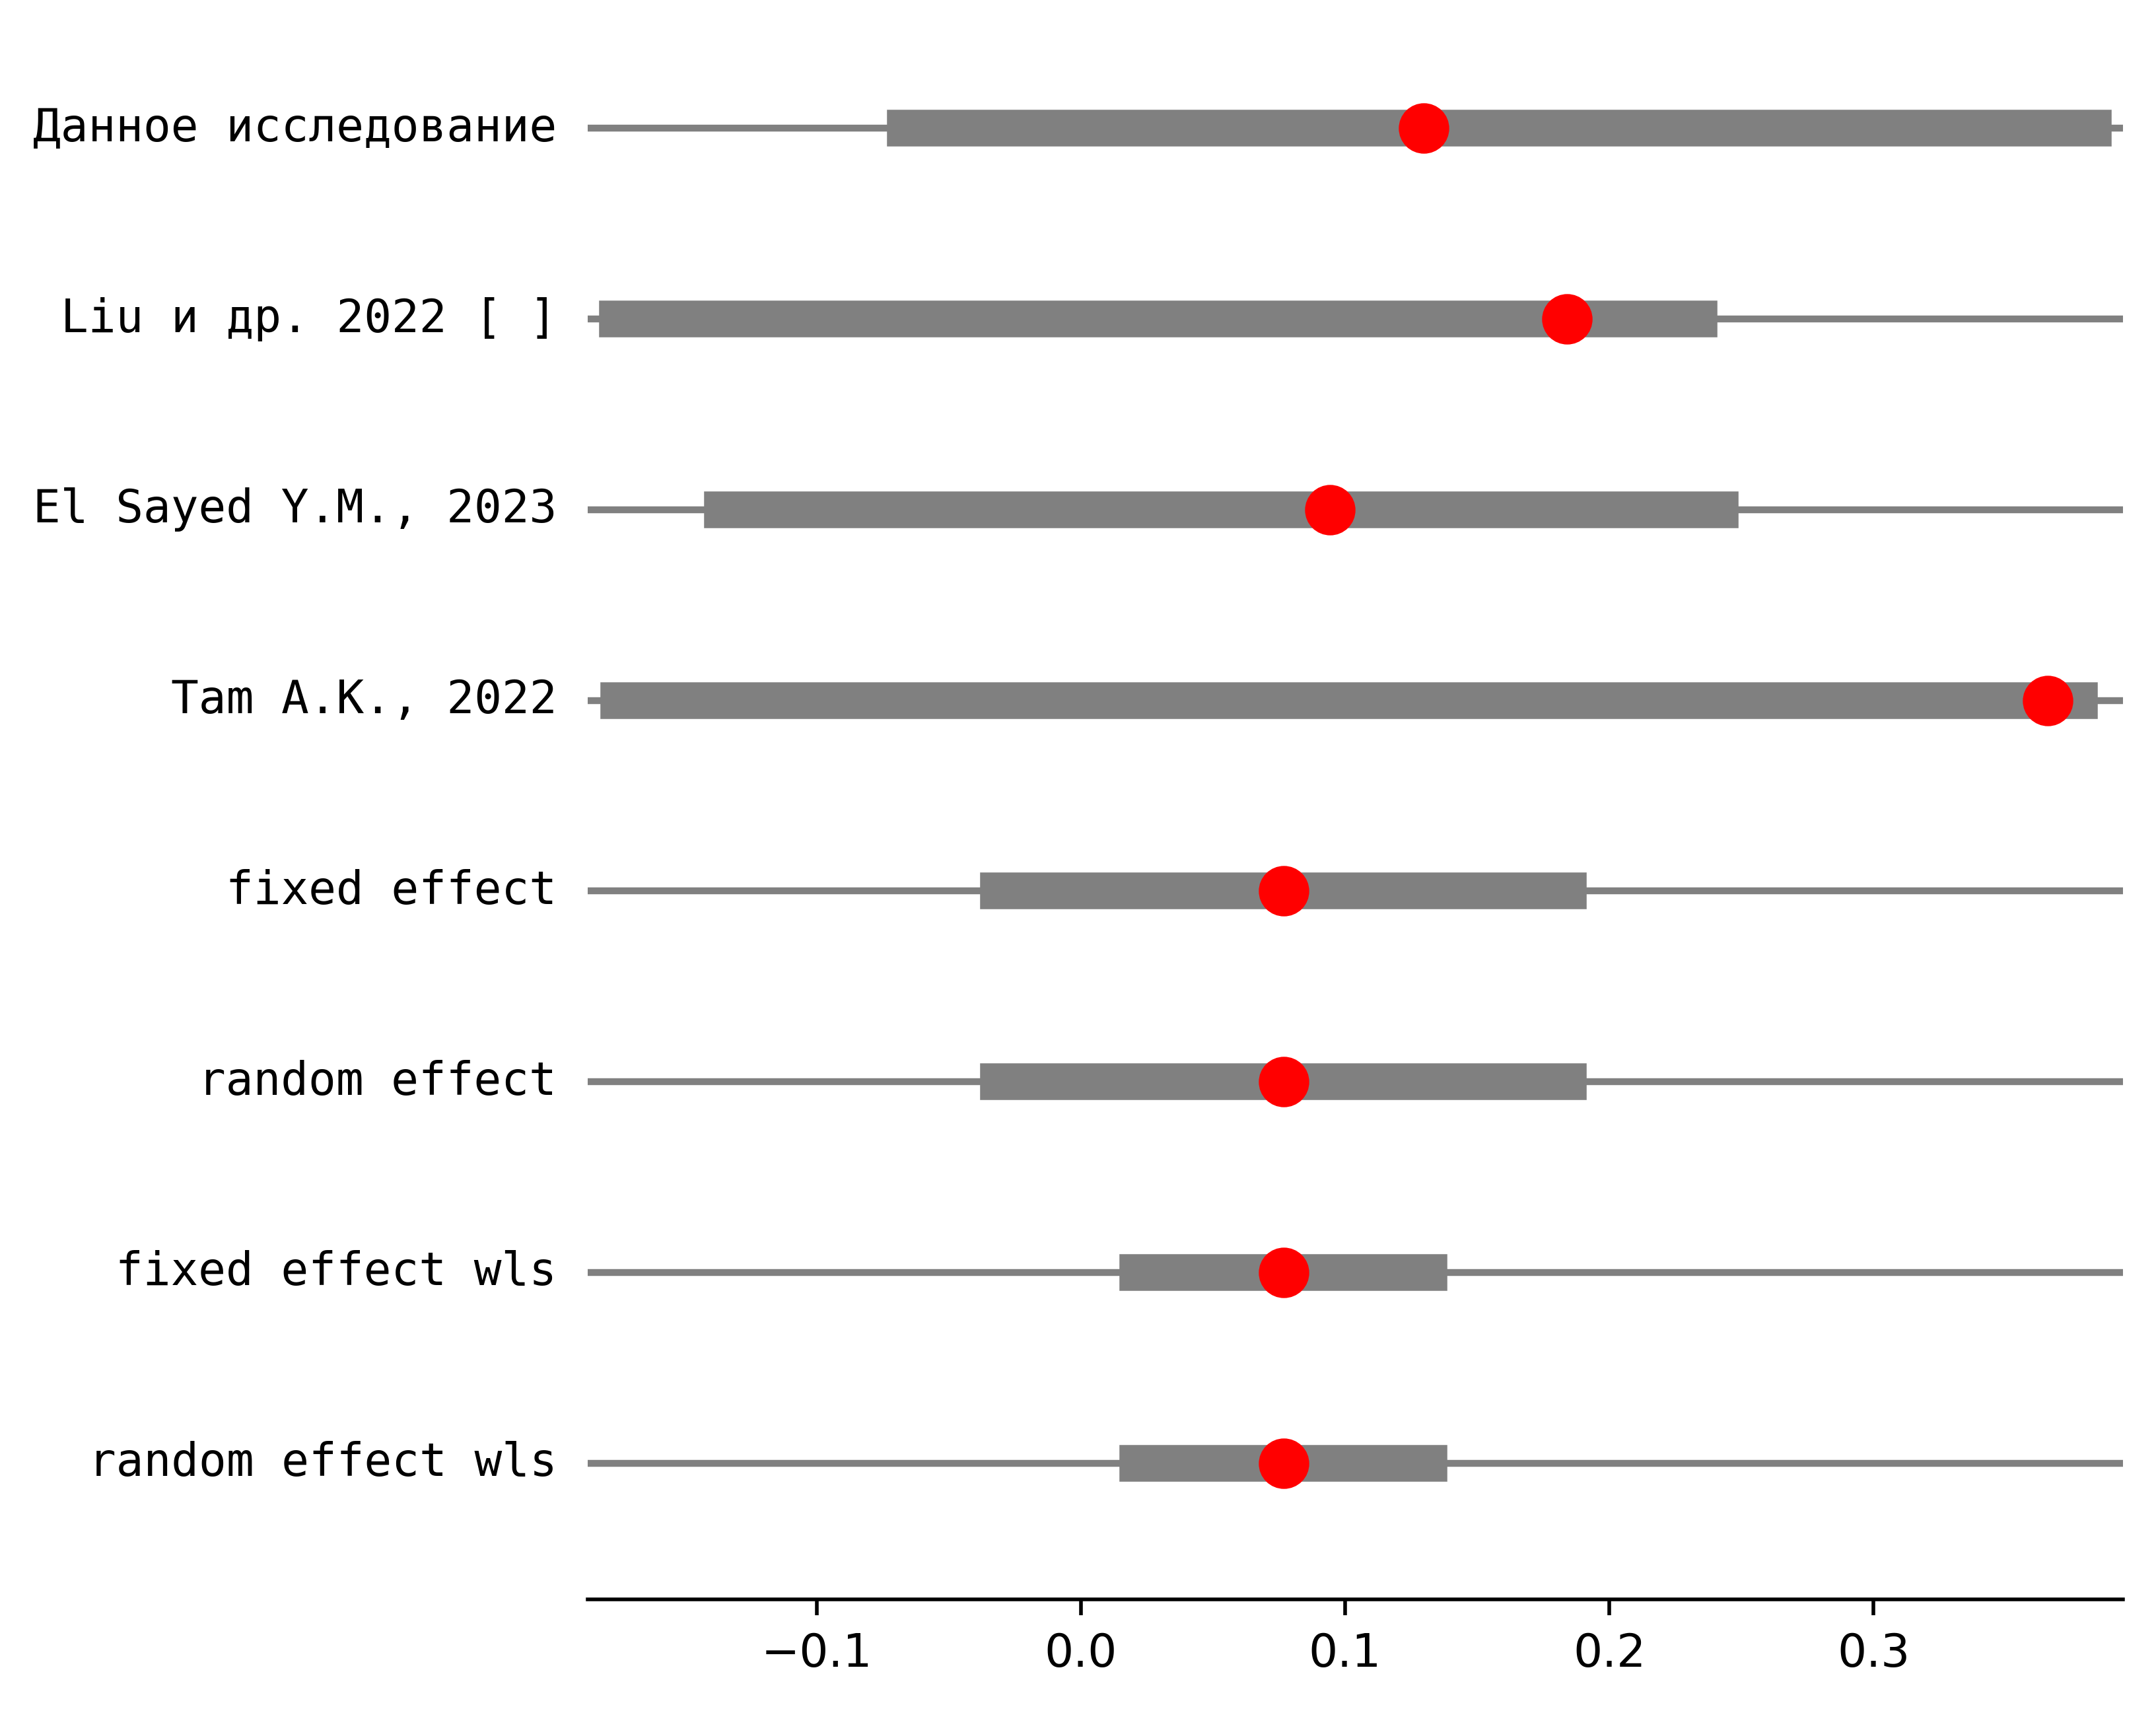 Данное исследование
Liu и др. 2022 [ ]
El Sayed Y.M., 2023
Tam A.K., 2022
fixed effect
random effect
fixed effect wls
random effect wls
−0.1 0.0 0.1 0.2 0.3